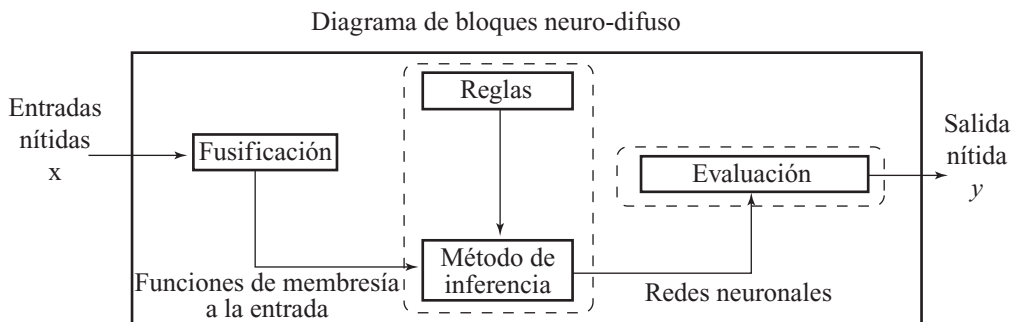 Diagrama de bloques neuro-difuso
Entradas
nítidas
x
Fusificación
Funciones de membresía
a la entrada
Reglas
Método de
inferencia
Redes neuronales
Evaluación
Salida
nítida
y